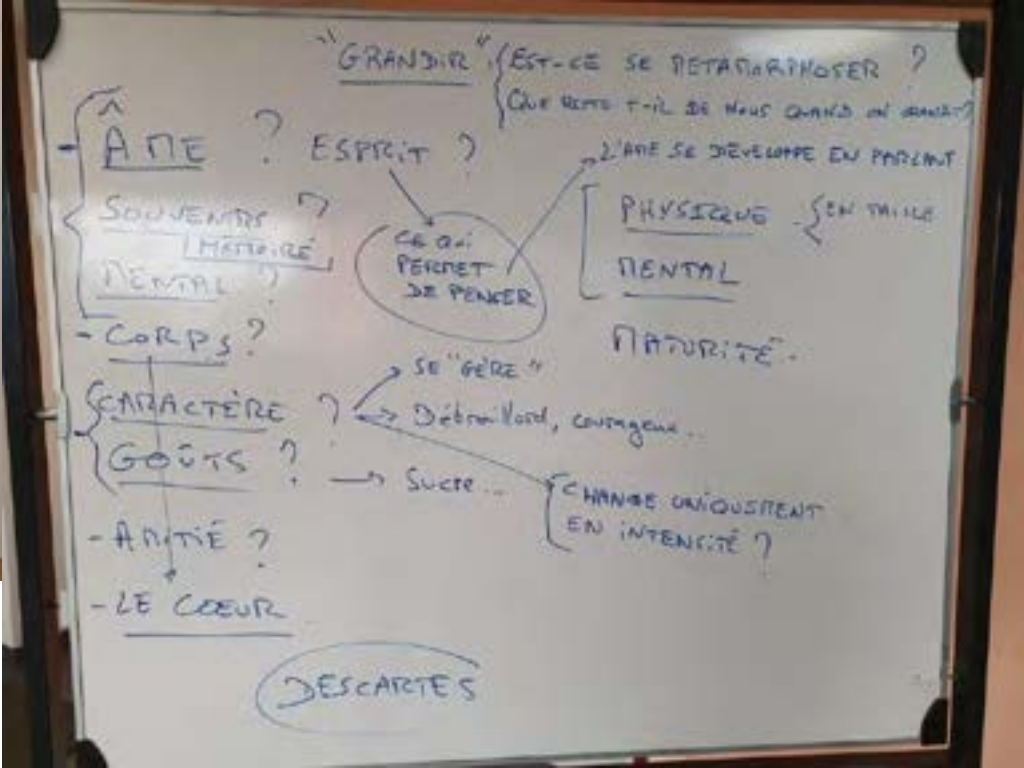 "GRANDIR" { EST-CE SE METAMORPHOSER ?
QUE RESTE T-IL DE NOUS QUAND ON GRANDIT ?
ÂME ? ESPRIT ?
L'AME SE DÉVELOPPE EN PARLANT
SOUVENIRS ?
MÉMOIRE
MENTAL ?
CE QUI
PERMET
DE PENSER
PHYSIQUE - { EN TAILLE
MENTAL
MATURITÉ.
- CORPS ?
CARACTÈRE ?
→ SE "GÈRE"
→ Débrouillard, courageux...
GOÛTS ? → Sucre...
CHANGE UNIQUEMENT
EN INTENSITÉ ?
- AMITIÉ ?
- LE COEUR
DESCARTES